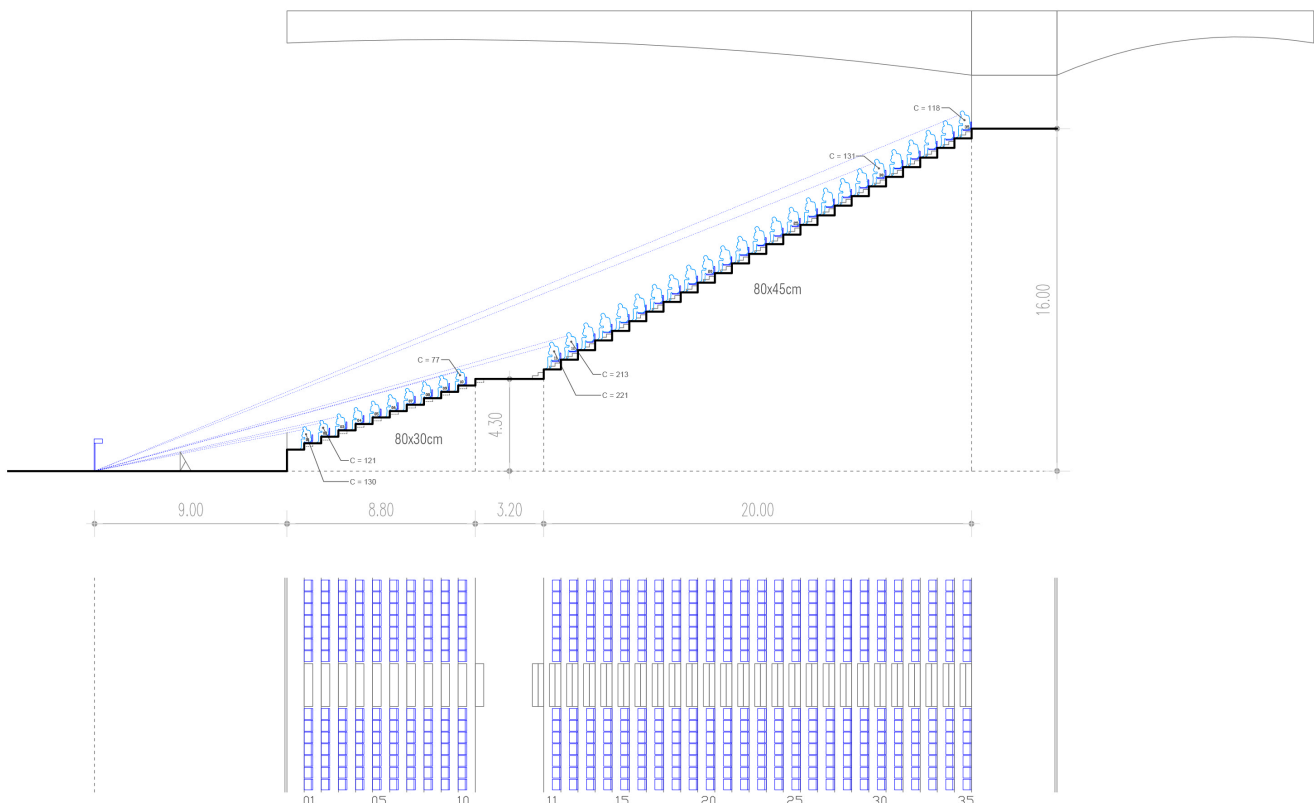 C = 118
C = 131
80x45cm
16.00
C = 77
C = 213
C = 221
4.30
80x30cm
C = 121
C = 130
9.00
8.80
3.20
20.00
01
05
10
11
15
20
25
30
35